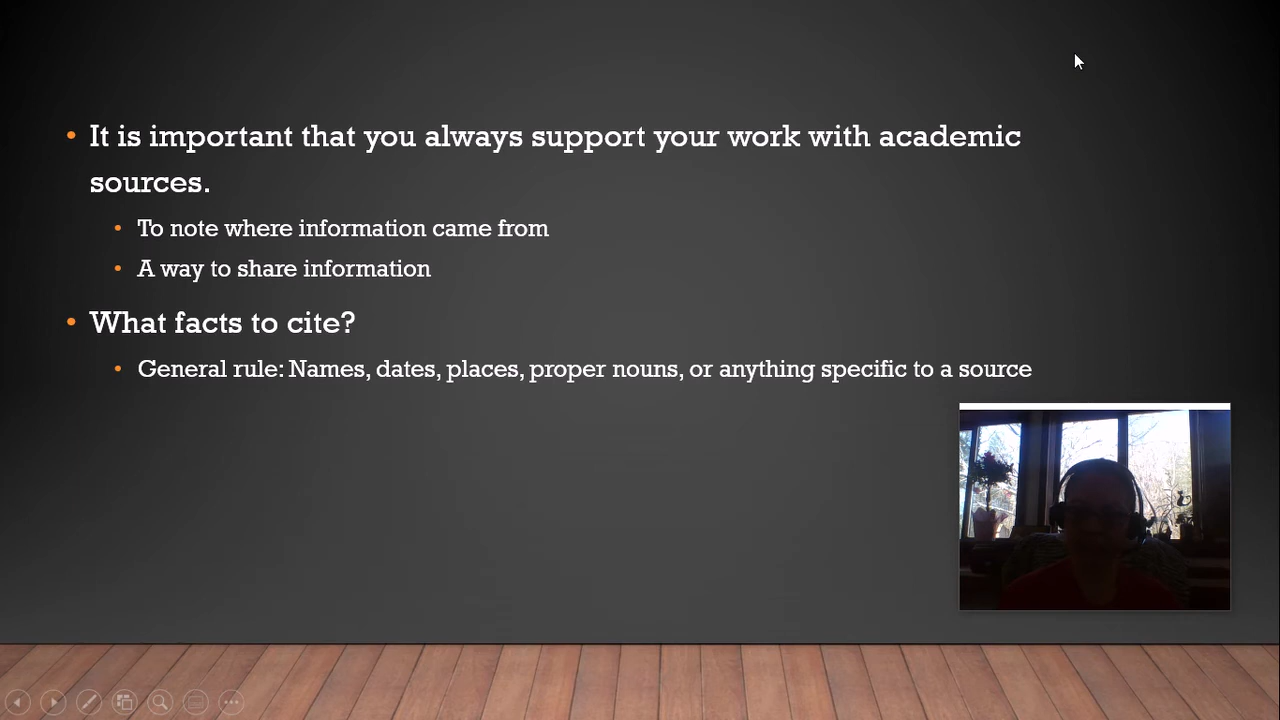 It is important that you always support your work with academic
sources.
To note where information came from
A way to share information
What facts to cite?
General rule: Names, dates, places, proper nouns, or anything specific to a source